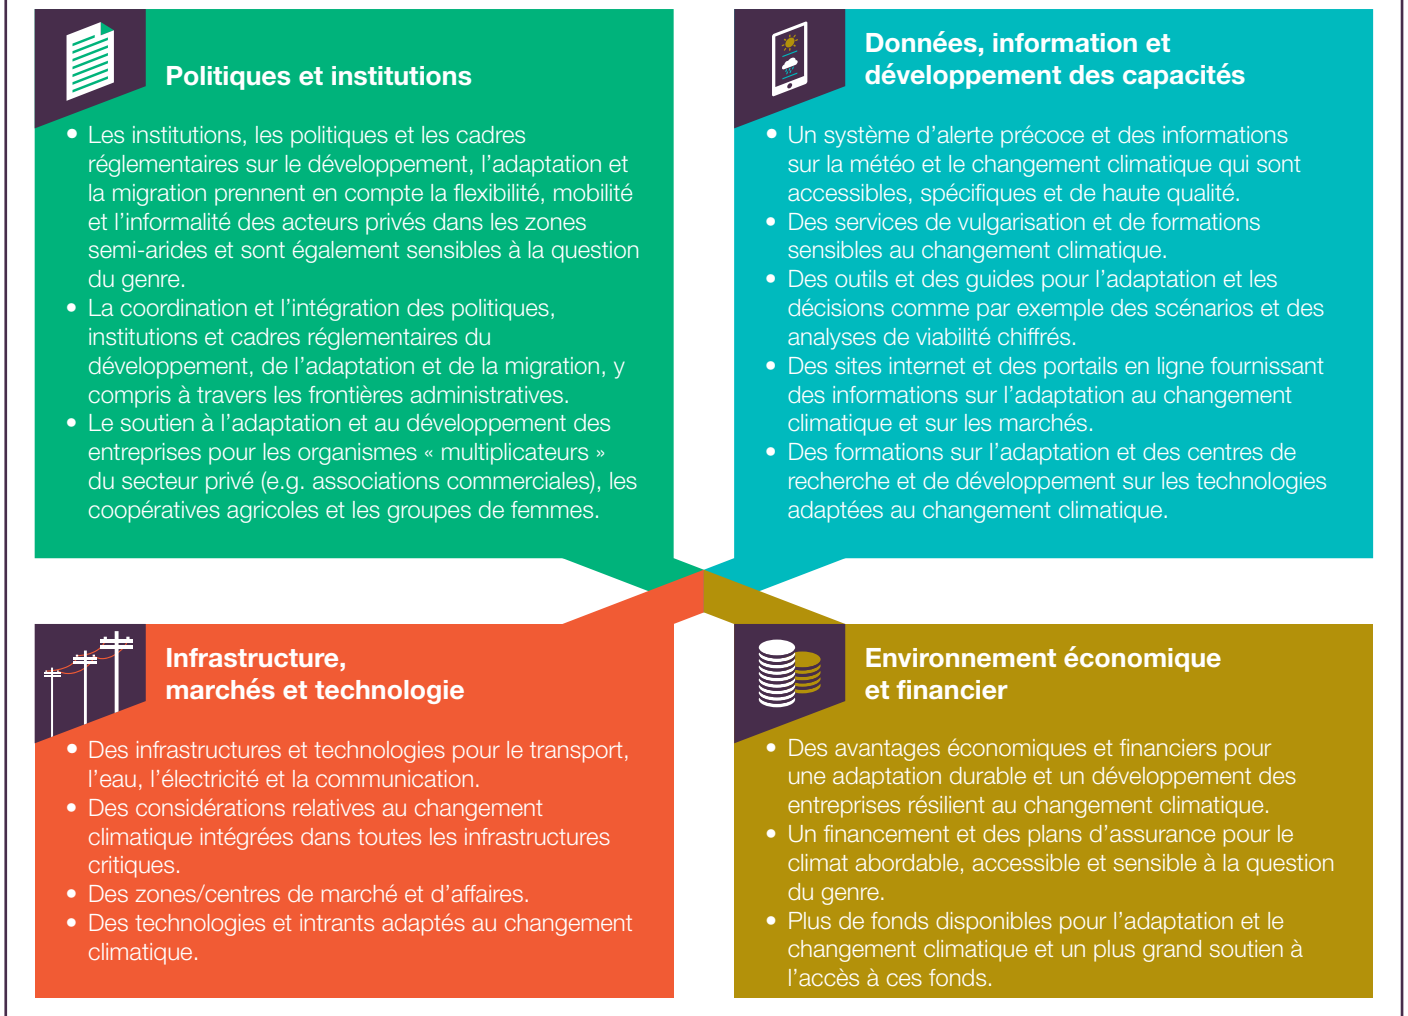 Politiques et institutions
• Les institutions, les politiques et les cadres
réglementaires sur le développement, l’adaptation et
la migration prennent en compte la flexibilité, mobilité
et l’informalité des acteurs privés dans les zones
semi-arides et sont également sensibles à la question
du genre.
• La coordination et l’intégration des politiques,
institutions et cadres réglementaires du
développement, de l’adaptation et de la migration, y
compris à travers les frontières administratives.
• Le soutien à l’adaptation et au développement des
entreprises pour les organismes « multiplicateurs »
du secteur privé (e.g. associations commerciales), les
coopératives agricoles et les groupes de femmes.
Données, information et
développement des capacités
• Un système d’alerte précoce et des informations
sur la météo et le changement climatique qui sont
accessibles, spécifiques et de haute qualité.
• Des services de vulgarisation et de formations
sensibles au changement climatique.
• Des outils et des guides pour l’adaptation et les
décisions comme par exemple des scénarios et des
analyses de viabilité chiffrés.
• Des sites internet et des portails en ligne fournissant
des informations sur l’adaptation au changement
climatique et sur les marchés.
• Des formations sur l’adaptation et des centres de
recherche et de développement sur les technologies
adaptées au changement climatique.
Infrastructure,
marchés et technologie
• Des infrastructures et technologies pour le transport,
l’eau, l’électricité et la communication.
• Des considérations relatives au changement
climatique intégrées dans toutes les infrastructures
critiques.
• Des zones/centres de marché et d’affaires.
• Des technologies et intrants adaptés au changement
climatique.
Environnement économique
et financier
• Des avantages économiques et financiers pour
une adaptation durable et un développement des
entreprises résilient au changement climatique.
• Un financement et des plans d’assurance pour le
climat abordable, accessible et sensible à la question
du genre.
• Plus de fonds disponibles pour l’adaptation et le
changement climatique et un plus grand soutien à
l’accès à ces fonds.